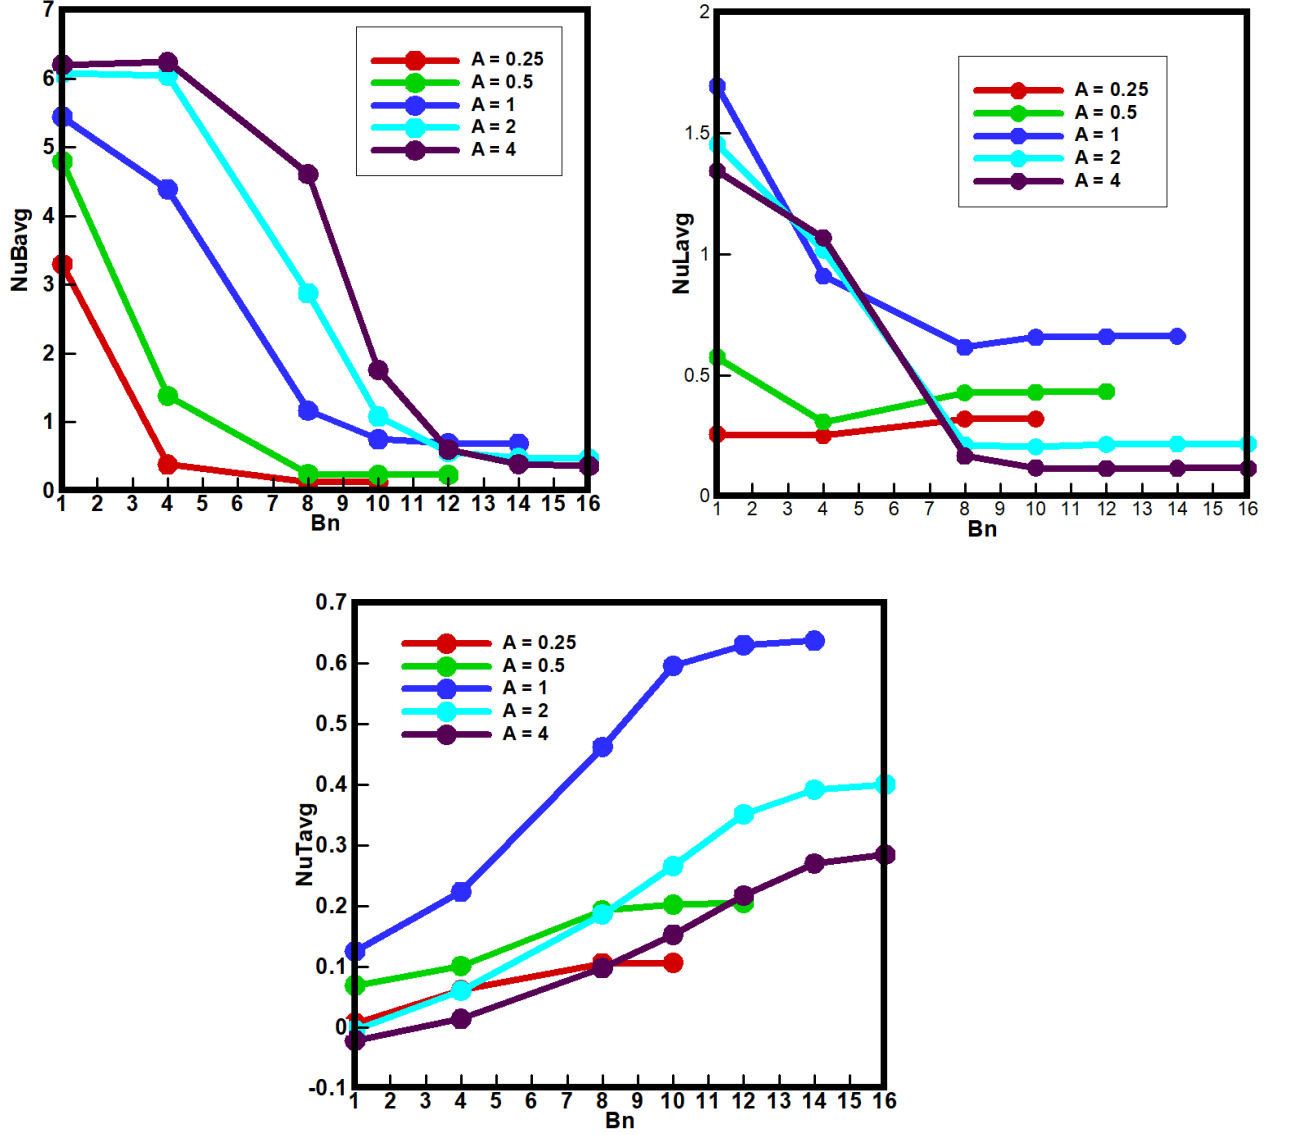 7
6
5
4
3
2
1
0
NuBavg
A = 0.25
A = 0.5
A = 1
A = 2
A = 4
1 2 3 4 5 6 7 8 9 10 11 12 13 14 15 16
Bn
2
1.5
1
0.5
0
NuLavg
A = 0.25
A = 0.5
A = 1
A = 2
A = 4
1 2 3 4 5 6 7 8 9 10 11 12 13 14 15 16
Bn
0.7
0.6
0.5
0.4
0.3
0.2
0.1
0
-0.1
NuTavg
A = 0.25
A = 0.5
A = 1
A = 2
A = 4
1 2 3 4 5 6 7 8 9 10 11 12 13 14 15 16
Bn